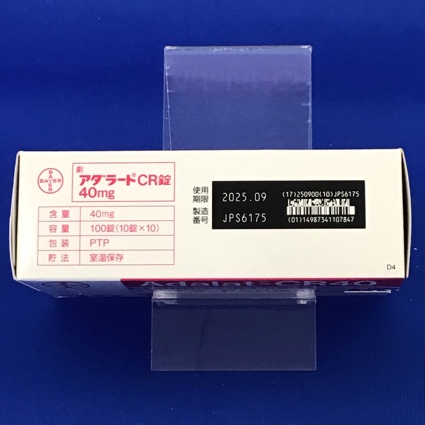 BAYER
劇
アダラートCR錠
40mg
含量 40mg
容量 100錠(10錠×10)
包装 PTP
貯法 室温保存
使用期限 2025.09
製造番号 JPS6175
(17)250900(10)JPS6175
(01)14987341107847
D4
Adalat CR40